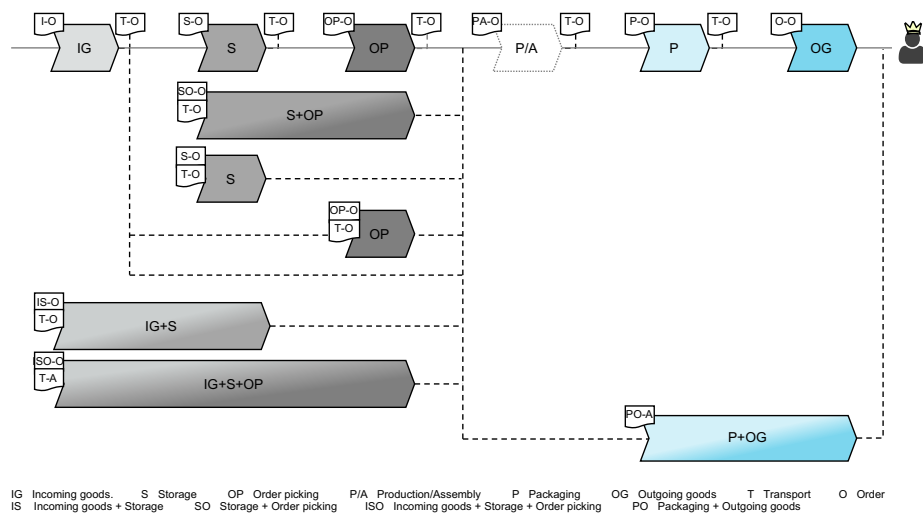 I-O T-O S-O T-O OP-O T-O PA-O T-O P-O T-O O-O
IG S OP P/A P OG
SO-O
T-O
S+OP
S-O
T-O
S
OP-O
T-O
OP
IS-O
T-O
IG+S
ISO-O
T-A
IG+S+OP
PO-A
P+OG
IG Incoming goods. S Storage OP Order picking P/A Production/Assembly P Packaging OG Outgoing goods T Transport O Order
IS Incoming goods + Storage SO Storage + Order picking ISO Incoming goods + Storage + Order picking PO Packaging + Outgoing goods